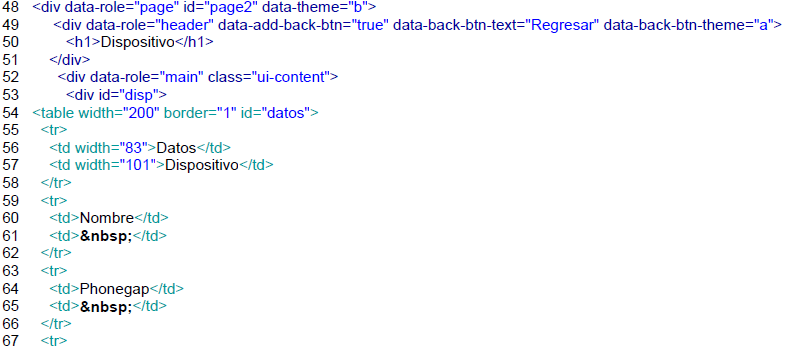 48 <div data-role="page" id="page2" data-theme="b">
49 <div data-role="header" data-add-back-btn="true" data-back-btn-text="Regresar" data-back-btn-theme="a">
50 <h1>Dispositivo</h1>
51 </div>
52 <div data-role="main" class="ui-content">
53 <div id="disp">
54 <table width="200" border="1" id="datos">
55 <tr>
56 <td width="83">Datos</td>
57 <td width="101">Dispositivo</td>
58 </tr>
59 <tr>
60 <td>Nombre</td>
61 <td>&nbsp;</td>
62 </tr>
63 <tr>
64 <td>Phonegap</td>
65 <td>&nbsp;</td>
66 </tr>
67 <tr>